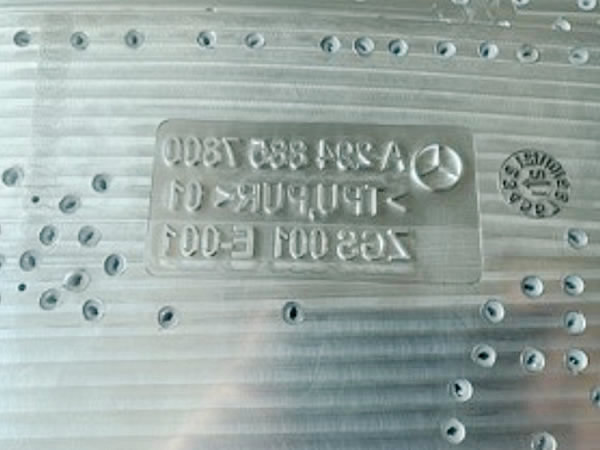 A 294 885 7800
>TPU,PUR< 01
ZGS 001 E-001